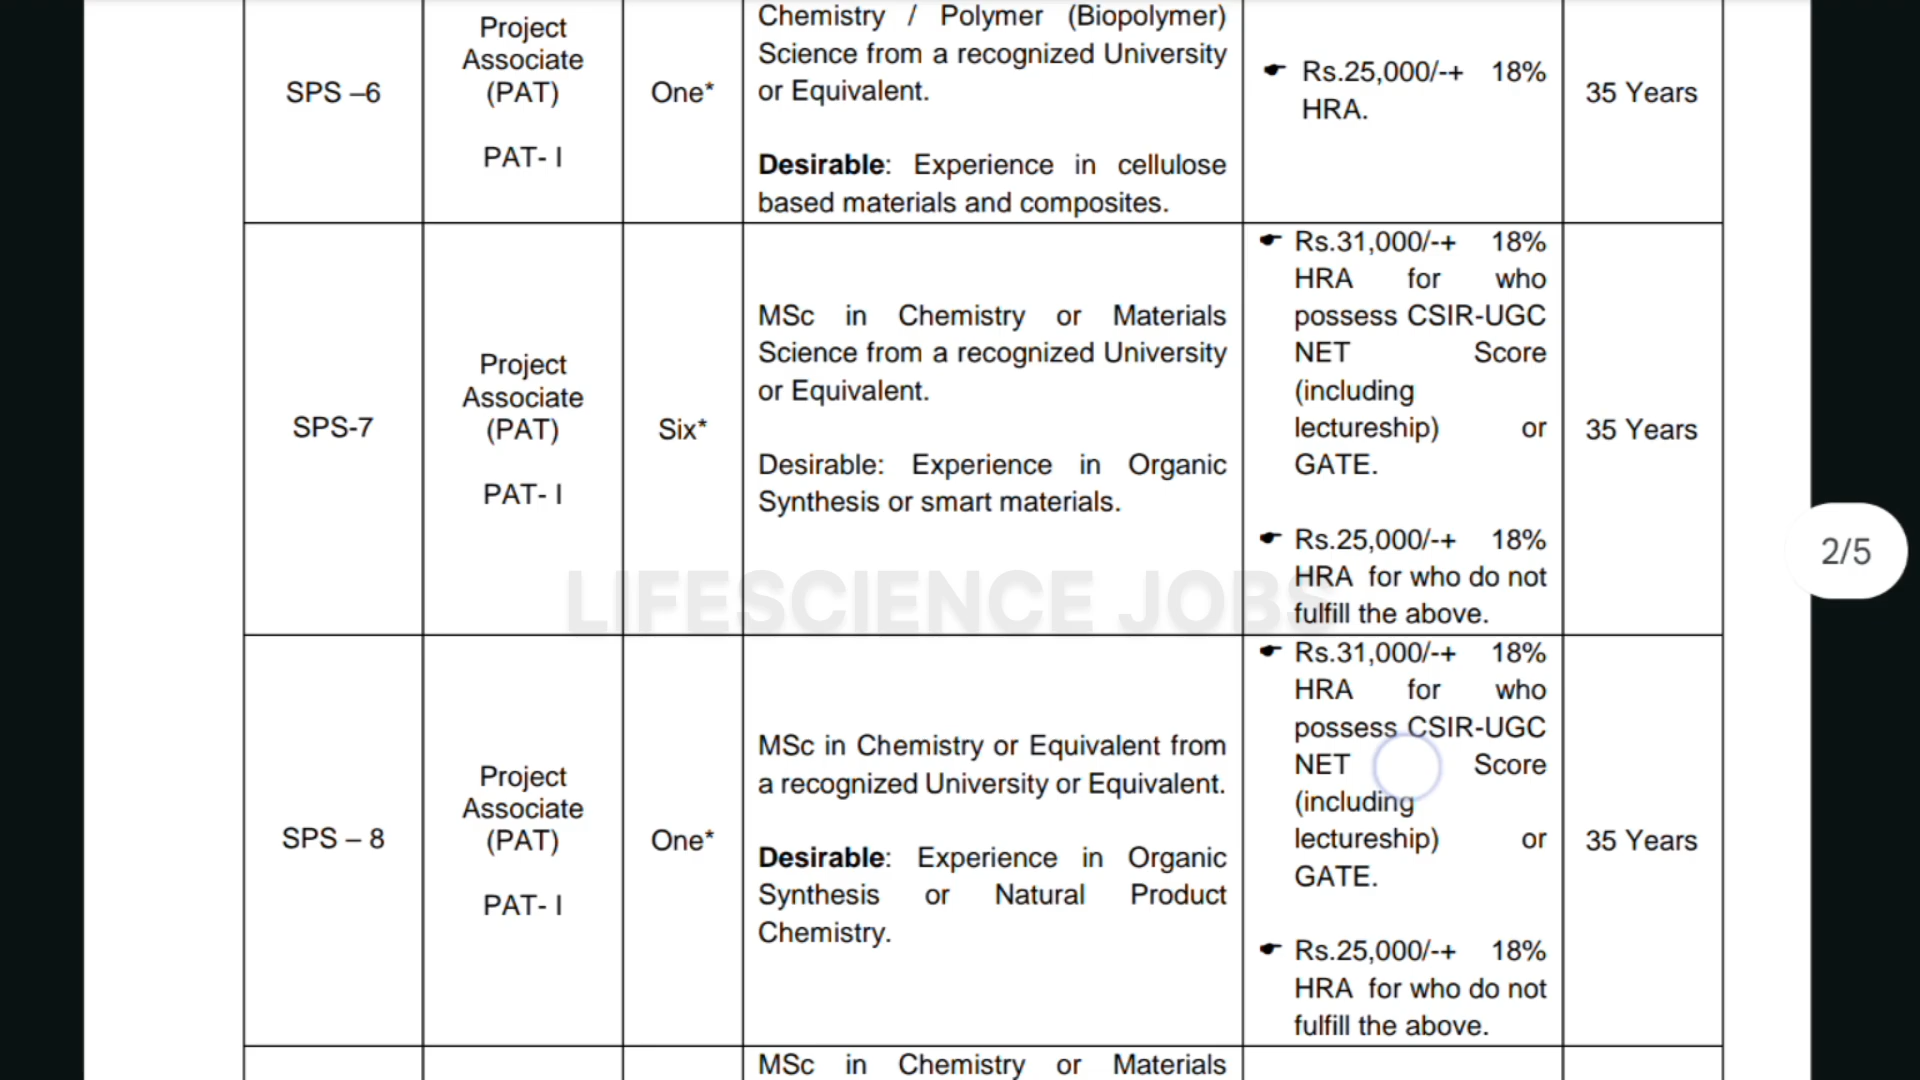 SPS –6
Project
Associate
(PAT)
PAT- I
One*
Chemistry / Polymer (Biopolymer)
Science from a recognized University
or Equivalent.
Desirable: Experience in cellulose
based materials and composites.
☛ Rs.25,000/-+ 18%
HRA.
35 Years
SPS-7
Project
Associate
(PAT)
PAT- I
Six*
MSc in Chemistry or Materials
Science from a recognized University
or Equivalent.
Desirable: Experience in Organic
Synthesis or smart materials.
☛ Rs.31,000/-+ 18%
HRA for who
possess CSIR-UGC
NET Score
(including
lectureship) or
GATE.
☛ Rs.25,000/-+ 18%
HRA for who do not
fulfill the above.
35 Years
2/5
LIFESCIENCE JOBS
SPS – 8
Project
Associate
(PAT)
PAT- I
One*
MSc in Chemistry or Equivalent from
a recognized University or Equivalent.
Desirable: Experience in Organic
Synthesis or Natural Product
Chemistry.
☛ Rs.31,000/-+ 18%
HRA for who
possess CSIR-UGC
NET Score
(including
lectureship) or
GATE.
☛ Rs.25,000/-+ 18%
HRA for who do not
fulfill the above.
35 Years
MSc in Chemistry or Materials